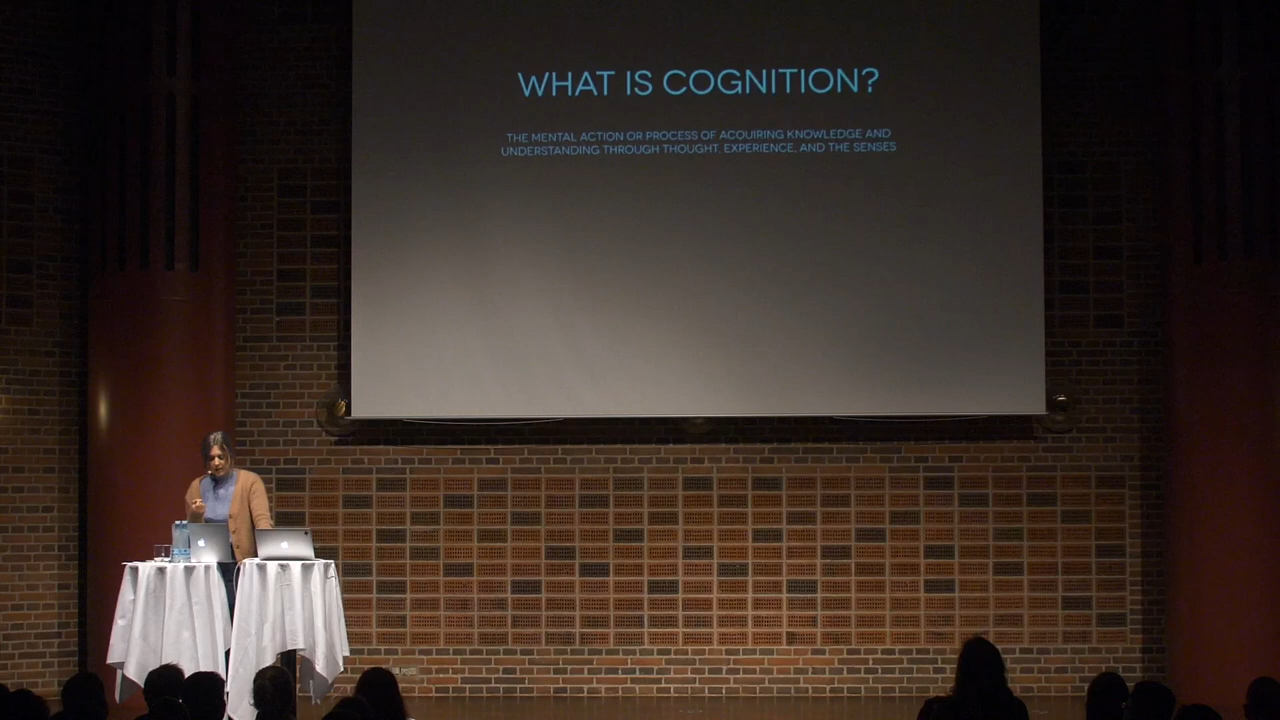 WHAT IS COGNITION?
THE MENTAL ACTION OR PROCESS OF ACQUIRING KNOWLEDGE AND
UNDERSTANDING THROUGH THOUGHT, EXPERIENCE, AND THE SENSES